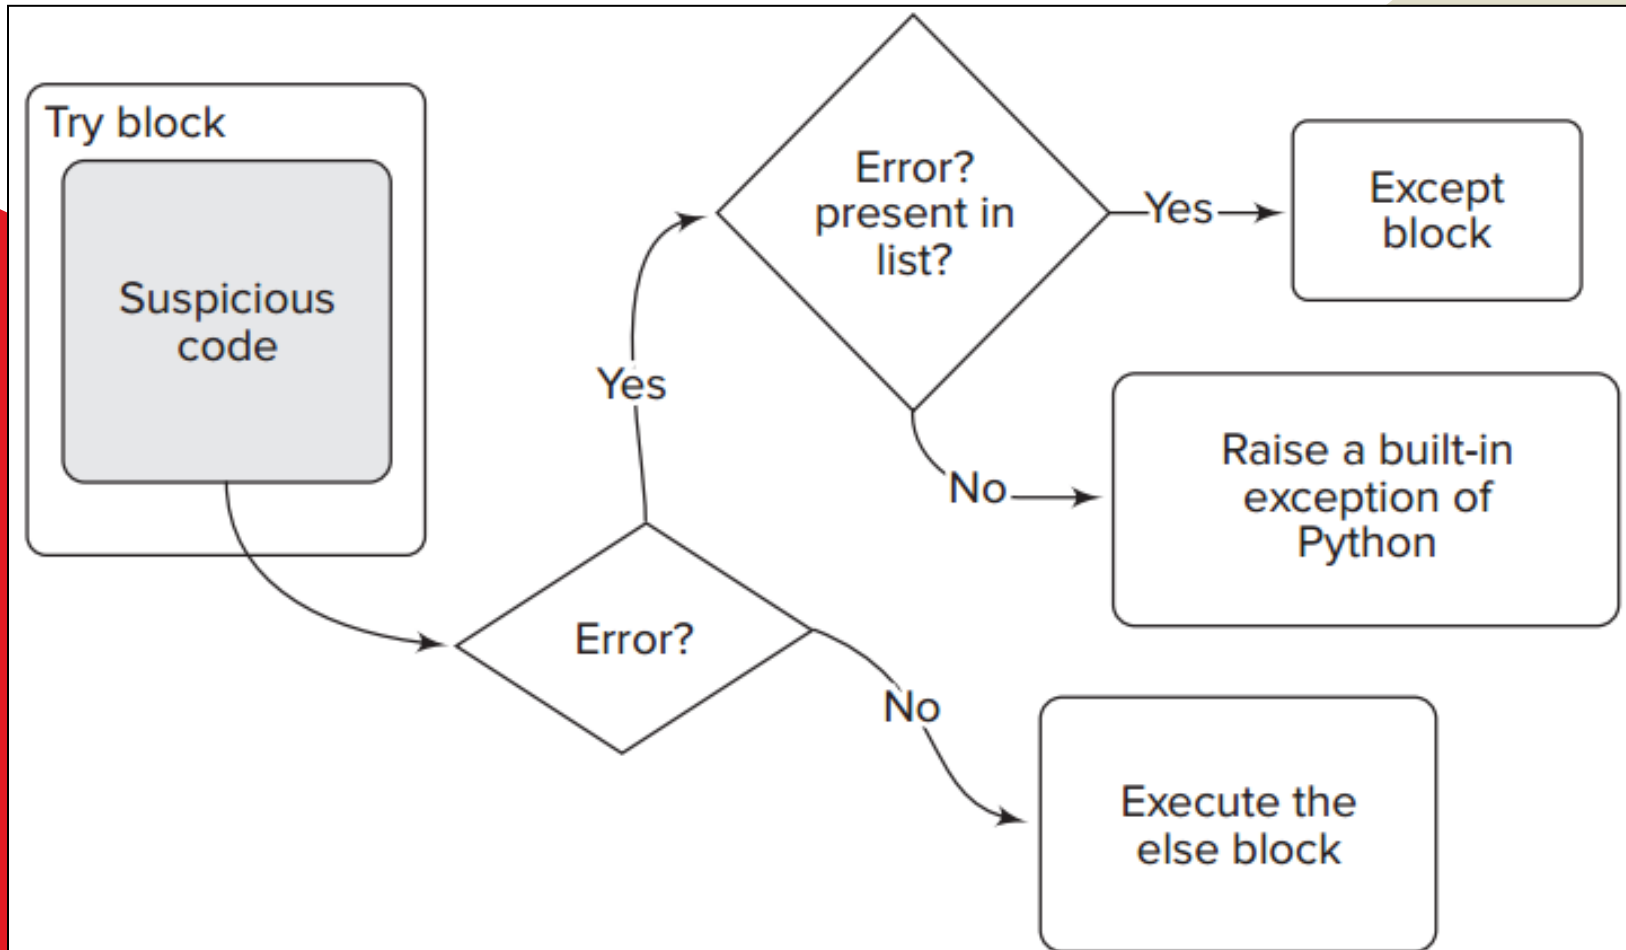 Try block
Suspicious
code
Error?
Yes
Error?
present in
list?
Yes
Except
block
No
Raise a built-in
exception of
Python
No
Execute the
else block